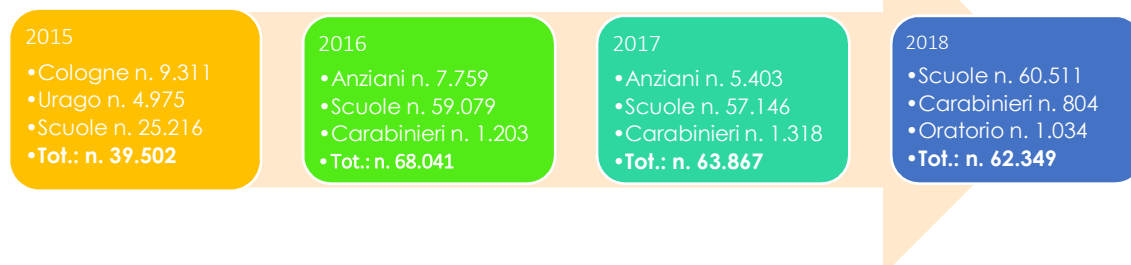 2015
•Cologne n. 9.311
•Urago n. 4.975
•Scuole n. 25.216
•Tot.: n. 39.502
2016
•Anziani n. 7.759
•Scuole n. 59.079
•Carabinieri n. 1.203
•Tot.: n. 68.041
2017
•Anziani n. 5.403
•Scuole n. 57.146
•Carabinieri n. 1.318
•Tot.: n. 63.867
2018
•Scuole n. 60.511
•Carabinieri n. 804
•Oratorio n. 1.034
•Tot.: n. 62.349